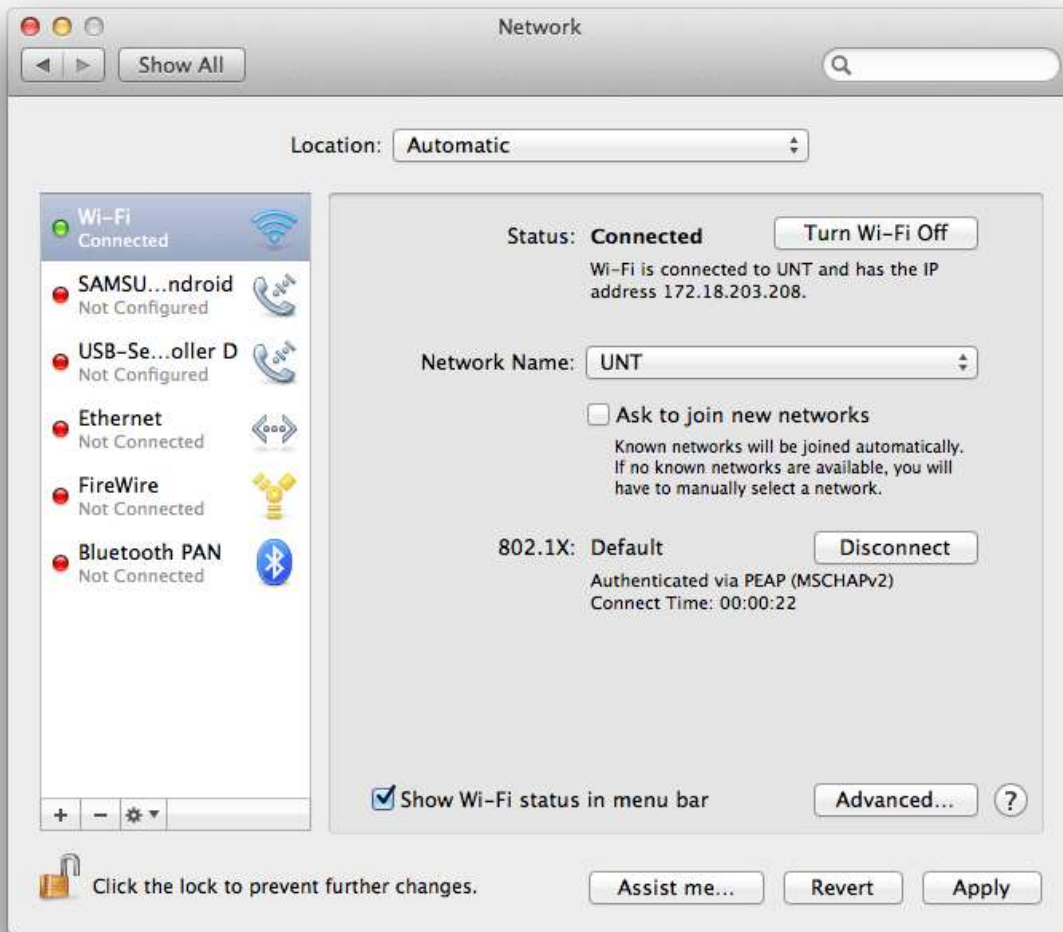 Network
Show All
Location: Automatic
Wi-Fi
Connected
SAMSU...ndroid
Not Configured
USB-Se...oller D
Not Configured
Ethernet
Not Connected
FireWire
Not Connected
Bluetooth PAN
Not Connected
Status: Connected Turn Wi-Fi Off
Wi-Fi is connected to UNT and has the IP
address 172.18.203.208.
Network Name: UNT
Ask to join new networks
Known networks will be joined automatically.
If no known networks are available, you will
have to manually select a network.
802.1X: Default Disconnect
Authenticated via PEAP (MSCHAPv2)
Connect Time: 00:00:22
Show Wi-Fi status in menu bar Advanced... ?
Click the lock to prevent further changes. Assist me... Revert Apply